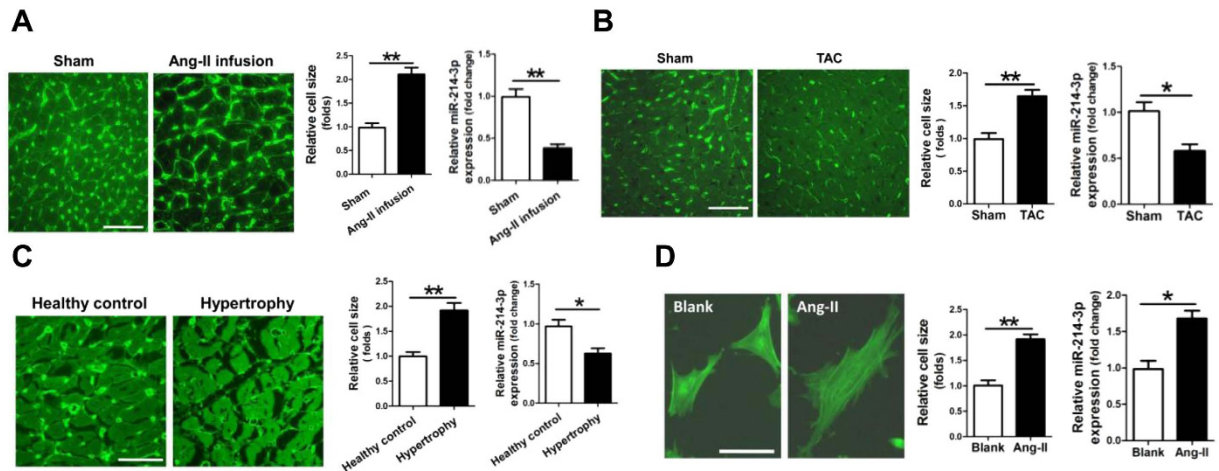 A
Sham
Ang-II infusion
Relative cell size
(folds)
2.5
2.0
1.5
1.0
0.5
0.0
**
Sham
Ang-II infusion
Relative miR-214-3p
expression (fold change)
1.5
1.0
0.5
0.0
**
Sham
Ang-II infusion
B
Sham
TAC
Relative cell size
( folds)
2.0
1.5
1.0
0.5
0.0
**
Sham
TAC
Relative miR-214-3p
expression (fold change)
1.5
1.0
0.5
0.0
*
Sham
TAC
C
Healthy control
Hypertrophy
Relative cell size
( folds)
2.5
2.0
1.5
1.0
0.5
0.0
**
Healthy control
Hypertrophy
Relative miR-214-3p
expression (fold change)
1.5
1.0
0.5
0.0
*
Healthy control
Hypertrophy
D
Blank
Ang-II
Relative cell size
(folds)
2.5
2.0
1.5
1.0
0.5
0.0
**
Blank
Ang-II
Relative miR-214-3p
expression (fold change)
2.0
1.5
1.0
0.5
0.0
*
Blank
Ang-II